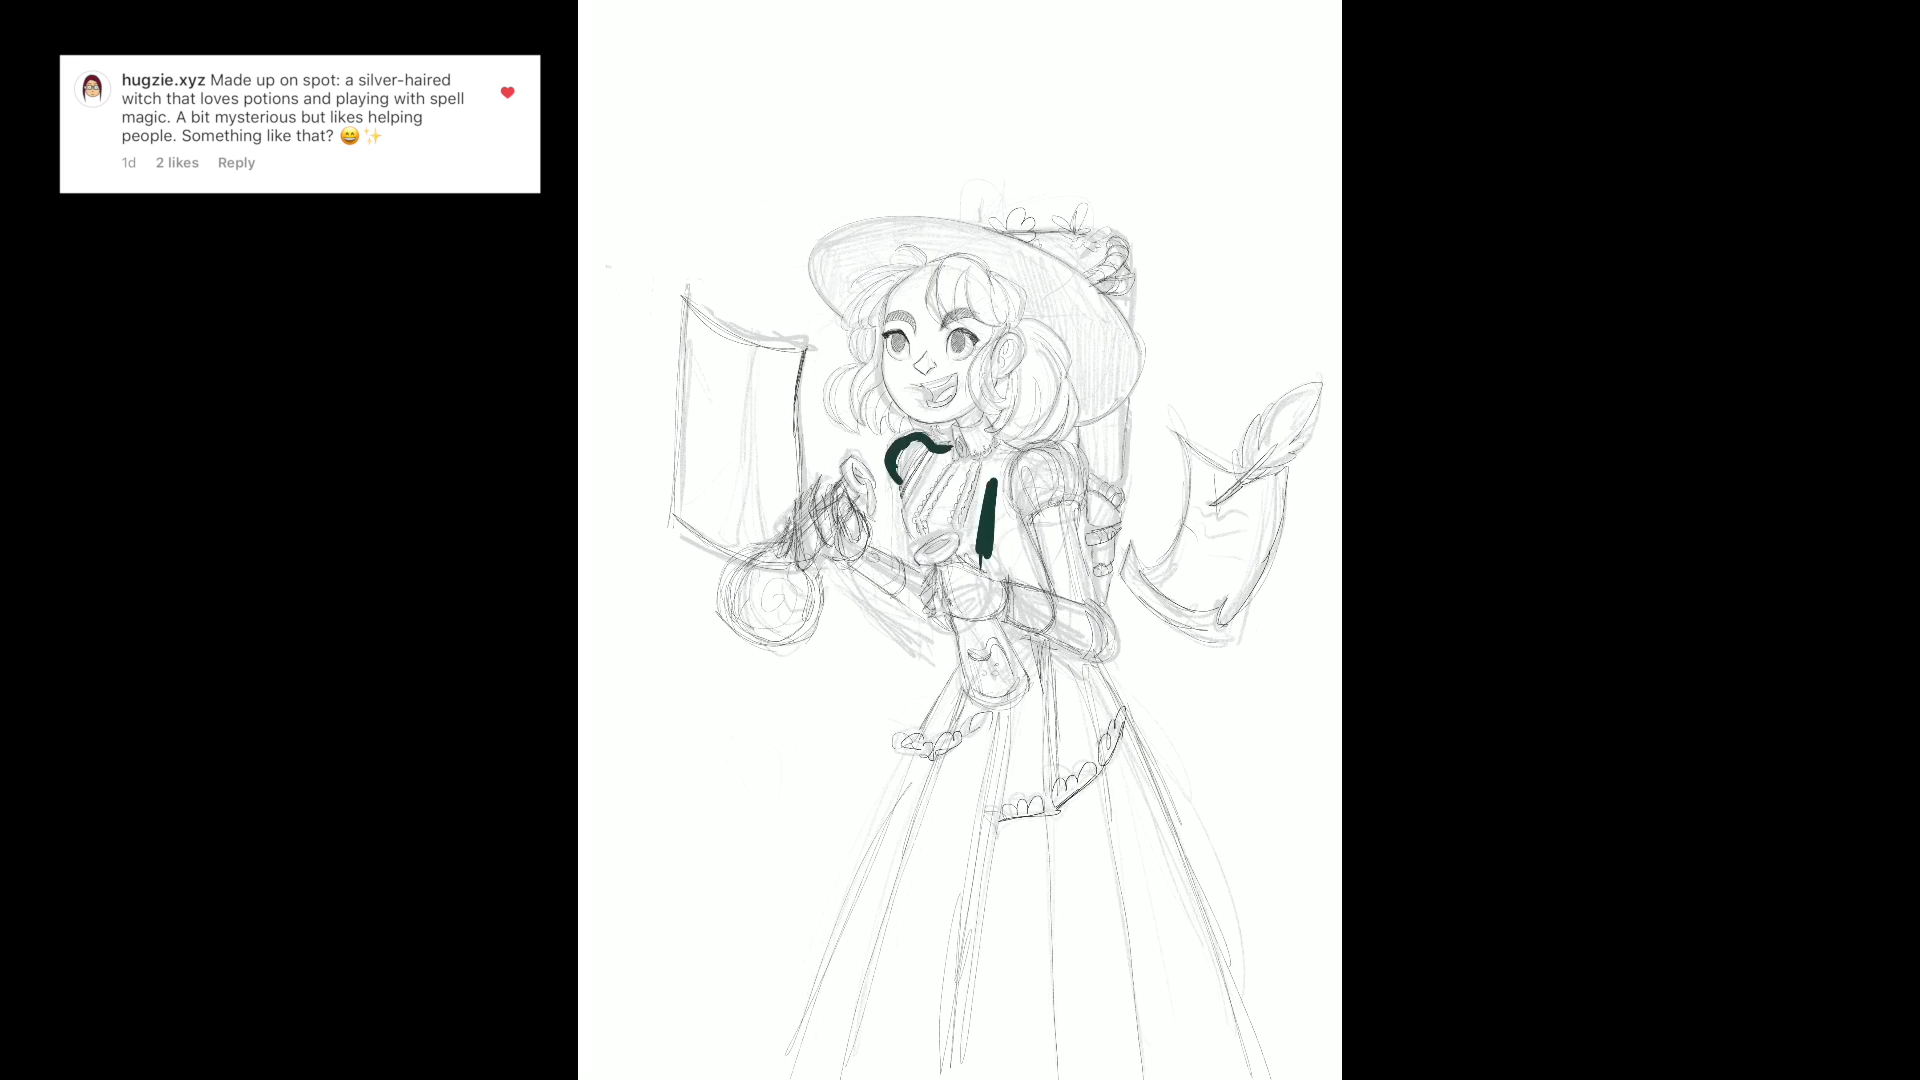 hugzie.xyz Made up on spot: a silver-haired
witch that loves potions and playing with spell
magic. A bit mysterious but likes helping
people. Something like that? 😄✨
1d 2 likes Reply